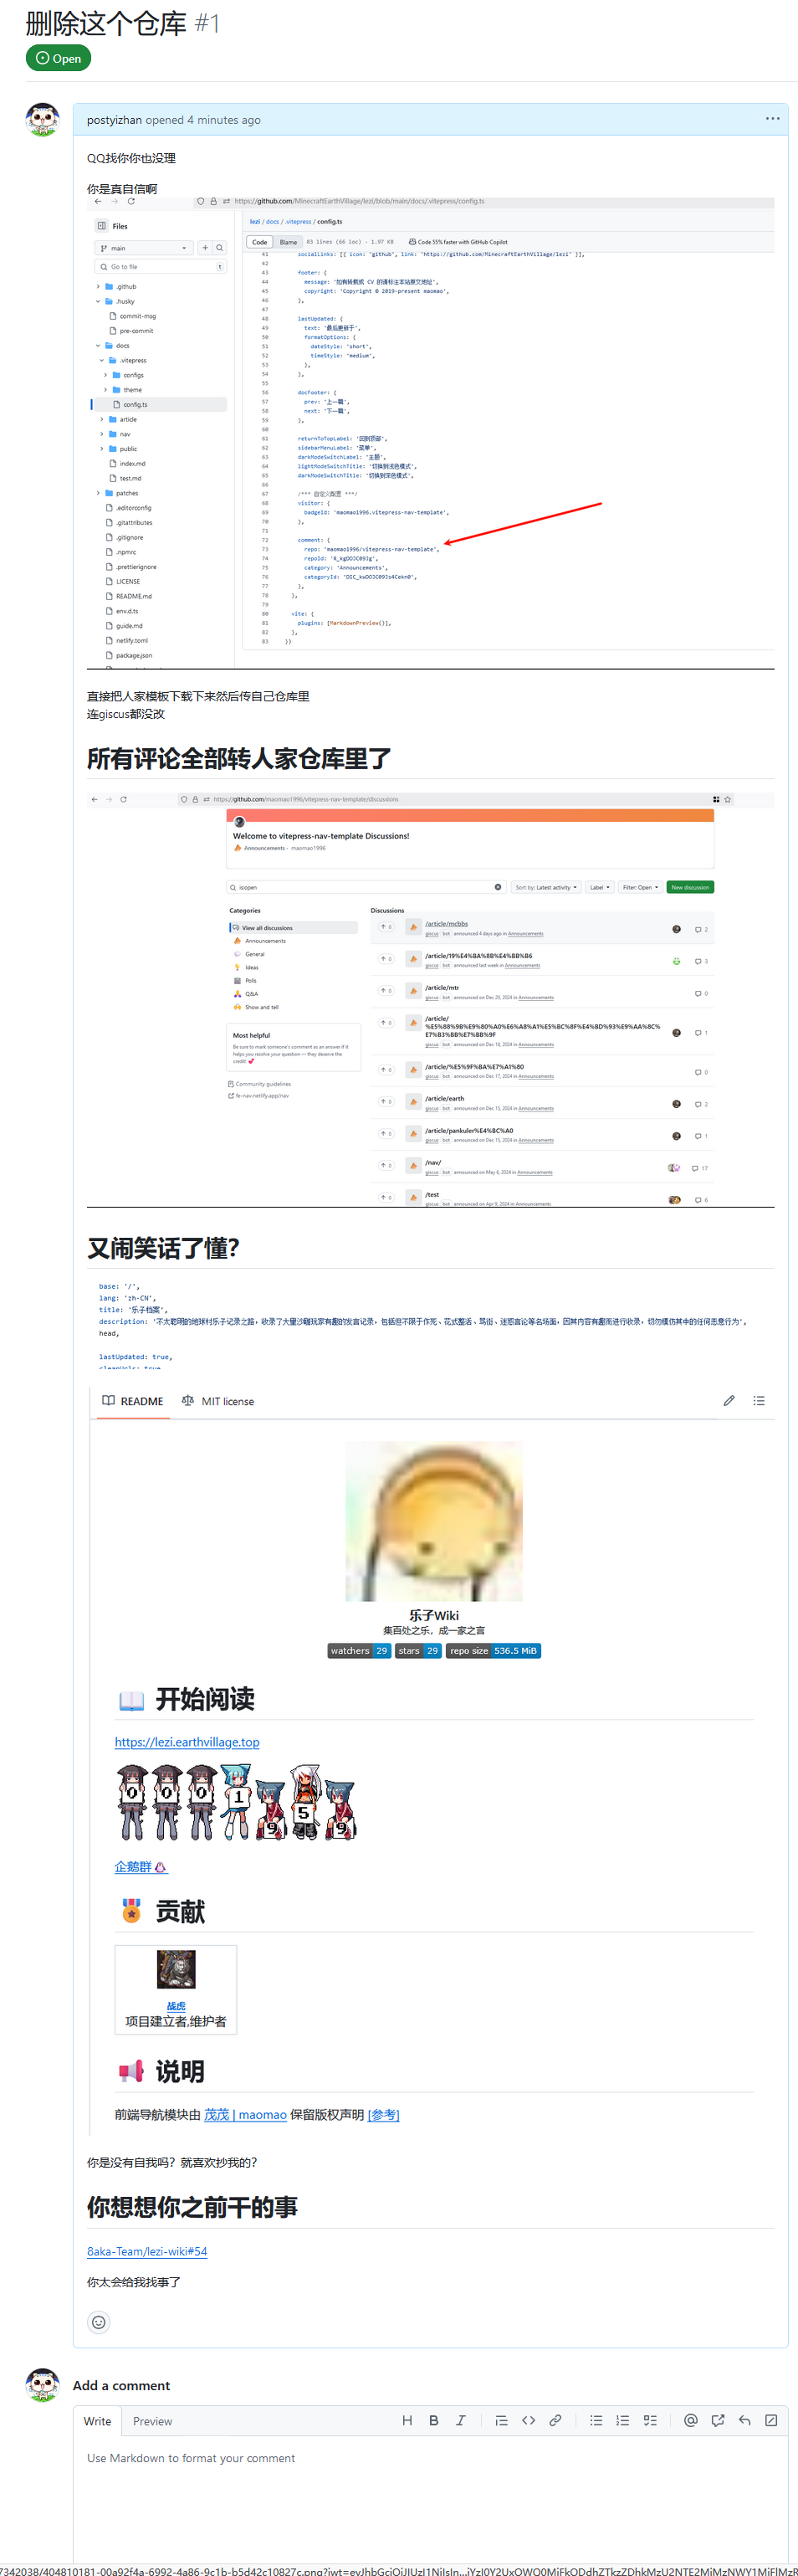 删除这个仓库 #1
Open
postyizhan opened 4 minutes ago
QQ找你你也没理
你是真自信啊
https://github.com/MinecraftEarthVillage/lezi/blob/main/docs/.vitepress/config.ts
Files
main
Go to file
t
.github
.husky
commit-msg
pre-commit
docs
.vitepress
configs
theme
config.ts
article
nav
public
index.md
test.md
patches
.editorconfig
.gitattributes
.gitignore
.npmrc
.prettierignore
LICENSE
README.md
env.d.ts
guide.md
netlify.toml
package.json
lezi / docs / .vitepress / config.ts
Code Blame 83 lines (66 loc) · 1.97 KB Code 55% faster with GitHub Copilot
41 socialLinks: [{ icon: 'github', link: 'https://github.com/MinecraftEarthVillage/lezi' }],
42
43 footer: {
44 message: '如有转载或 CV 的请标注本站原文地址',
45 copyright: 'Copyright © 2019-present maomao',
46 },
47
48 lastUpdated: {
49 text: '最后更新于',
50 formatOptions: {
51 dateStyle: 'short',
52 timeStyle: 'medium',
53 },
54 },
55
56 docFooter: {
57 prev: '上一篇',
58 next: '下一篇',
59 },
60
61 returnToTopLabel: '回到顶部',
62 sidebarMenuLabel: '菜单',
63 darkModeSwitchLabel: '主题',
64 lightModeSwitchTitle: '切换到浅色模式',
65 darkModeSwitchTitle: '切换到深色模式',
66
67 /*** 自定义配置 ***/
68 visitor: {
69 badgeId: 'maomao1996.vitepress-nav-template',
70 },
71
72 comment: {
73 repo: 'maomao1996/vitepress-nav-template',
74 repoId: 'R_kgDOJC09Jg',
75 category: 'Announcements',
76 categoryId: 'DIC_kwDOJC09Js4Cekn0',
77 },
78 },
79
80 vite: {
81 plugins: [MarkdownPreview()],
82 },
83 })
直接把人家模板下载下来然后传自己仓库里
连giscus都没改
所有评论全部转人家仓库里了
https://github.com/maomao1996/vitepress-nav-template/discussions
Welcome to vitepress-nav-template Discussions!
Announcements · maomao1996
is:open
Sort by: Latest activity Label Filter: Open New discussion
Categories
View all discussions
Announcements
General
Ideas
Polls
Q&A
Show and tell
Most helpful
Be sure to mark someone's comment as an answer if it helps you resolve your question — they deserve the credit!
Community guidelines
fe-nav.netlify.app/nav
Discussions
0 /article/mcbbs 2
giscus bot announced 4 days ago in Announcements
0 /article/19%E4%BA%8B%E4%BB%B6 3
giscus bot announced last week in Announcements
0 /article/mtr 0
giscus bot announced on Dec 20, 2024 in Announcements
0 /article/ 1
%E5%88%9B%E9%80%A0%E6%A8%A1%E5%BC%8F%E4%BD%93%E9%AA%8C%
E7%B3%BB%E7%BB%9F
giscus bot announced on Dec 18, 2024 in Announcements
0 /article/%E5%9F%BA%E7%A1%80 0
giscus bot announced on Dec 17, 2024 in Announcements
0 /article/earth 2
giscus bot announced on Dec 15, 2024 in Announcements
0 /article/pankuler%E4%BC%A0 1
giscus bot announced on Dec 15, 2024 in Announcements
/nav/ 17
giscus bot announced on May 6, 2024 in Announcements
0 /test 6
giscus bot announced on Apr 9, 2024 in Announcements
又闹笑话了懂？
base: '/',
lang: 'zh-CN',
title: '乐子档案',
description: '不太聪明的地球村乐子记录之路，收录了大量沙雕玩家有趣的发言记录，包括但不限于作死、花式整活、骂街、迷惑言论等名场面，因其内容有趣而进行收录，切勿模仿其中的任何恶意行为',
head,
lastUpdated: true,
cleanUrls: true
README MIT license
乐子Wiki
集百处之乐，成一家之言
watchers 29 stars 29 repo size 536.5 MiB
开始阅读
https://lezi.earthvillage.top
0 0 0 1 9 5 9
企鹅群
贡献
战虎
项目建立者,维护者
说明
前端导航模块由 茂茂 | maomao 保留版权声明 [参考]
你是没有自我吗？就喜欢抄我的？
你想想你之前干的事
8aka-Team/lezi-wiki#54
你太会给我找事了
Add a comment
Write Preview
Use Markdown to format your comment